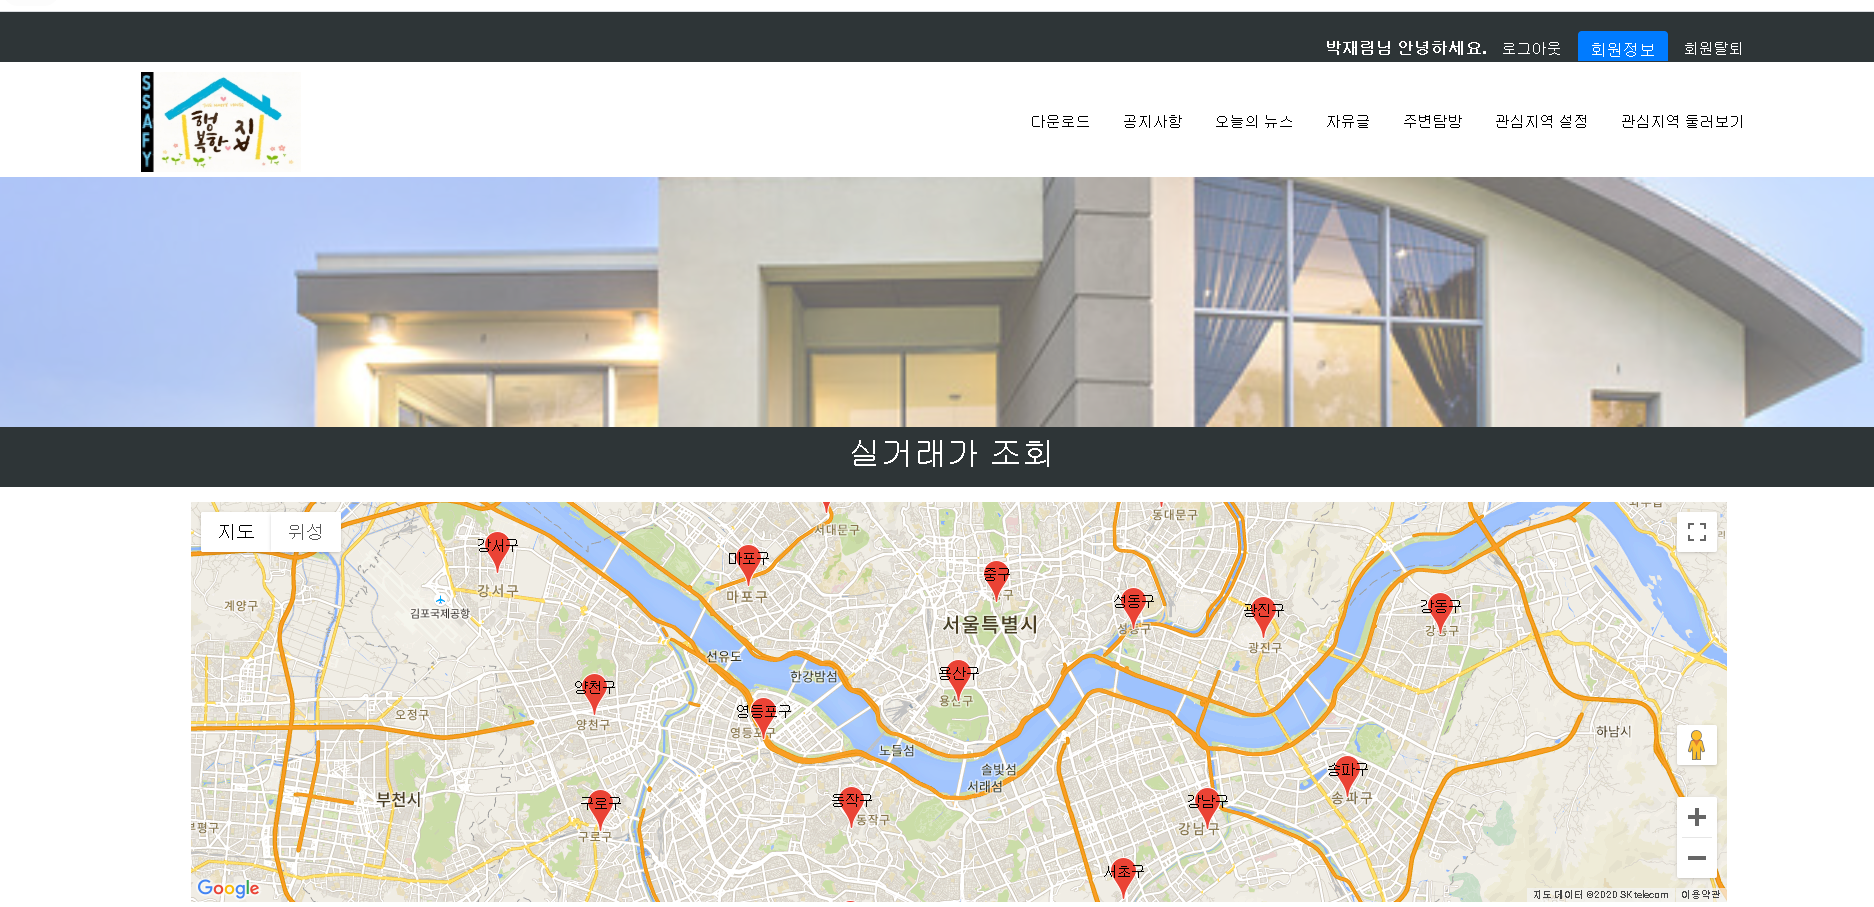 박재림님 안녕하세요. 로그아웃 회원정보 회원탈퇴
SSAFY
행복한 집
다운로드 공지사항 오늘의 뉴스 자유글 주변탐방 관심지역 설정 관심지역 둘러보기
실거래가 조회
지도 위성
서대문구
동대문구
강서구
마포구
중구
강서구
마포구
계양구
김포국제공항
성동구
광진구
강동구
서울특별시
성동구
강동구
광진구
선유도
한강밤섬
용산구
양천구
용산구
오정구
양천구
영등포구
영등포구
하남시
노들섬
솔빛섬
서래섬
송파구
송파구
부천시
구로구
동작구
강남구
구로구
동작구
강남구
서초구
Google
지도 데이터 ©2020 SK telecom 이용약관